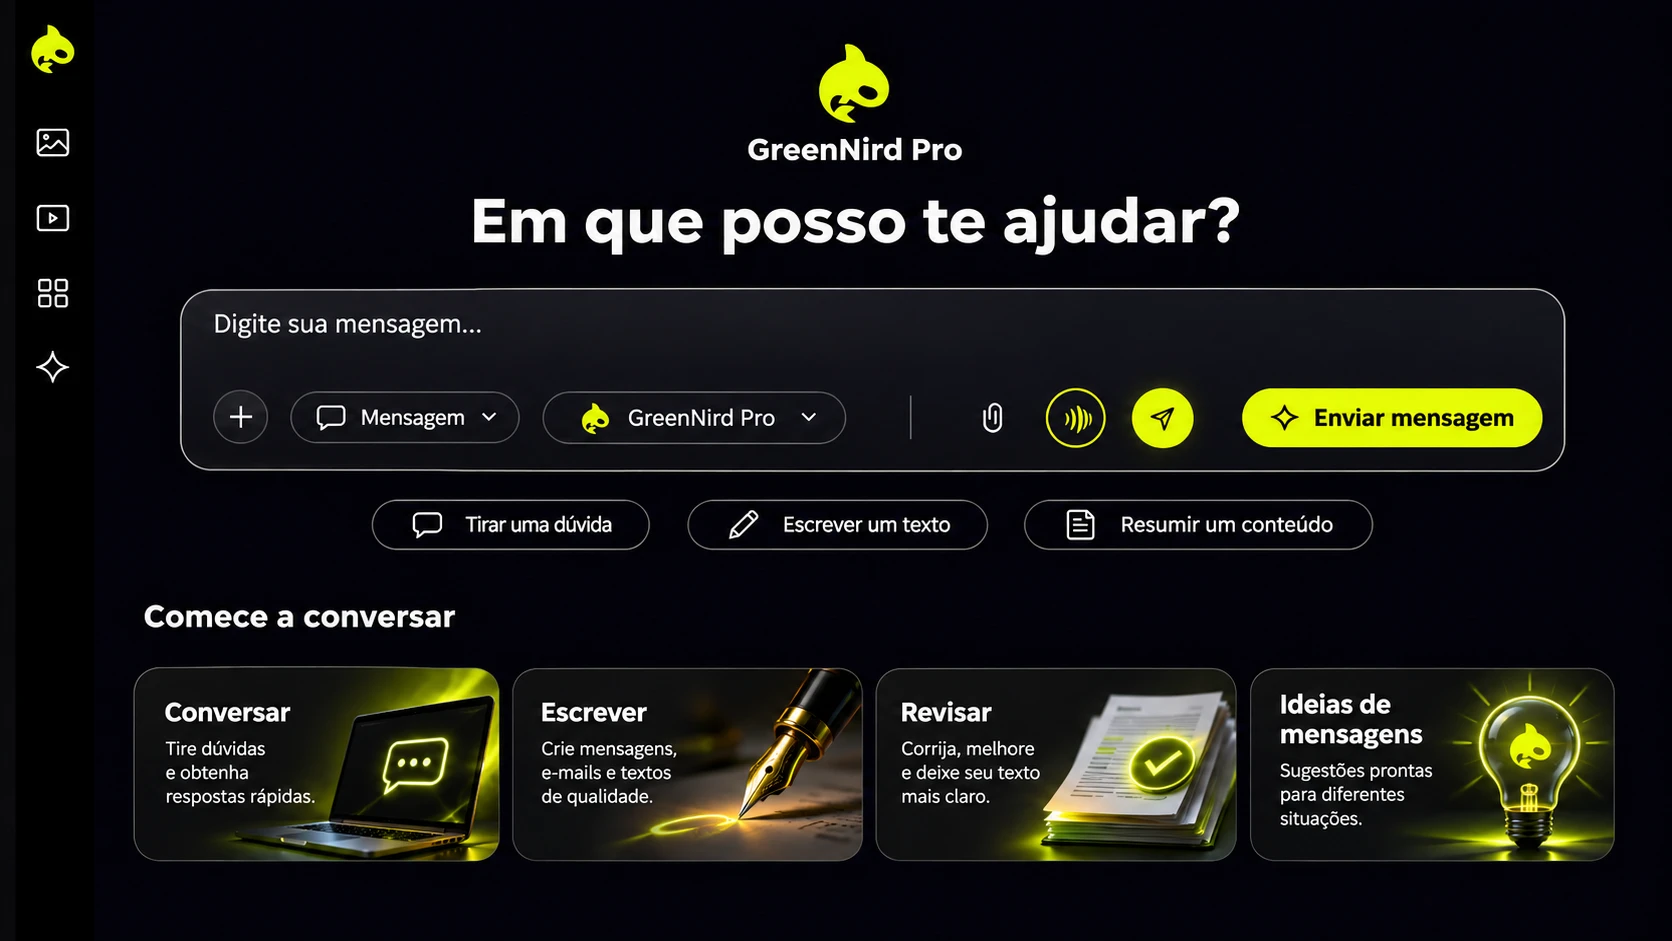 GreenNird Pro
Em que posso te ajudar?
Digite sua mensagem...
Mensagem
GreenNird Pro
Enviar mensagem
Tirar uma dúvida
Escrever um texto
Resumir um conteúdo
Comece a conversar
Conversar
Tire dúvidas
e obtenha
respostas rápidas.
Escrever
Crie mensagens,
e-mails e textos
de qualidade.
Revisar
Corrija, melhore
e deixe seu texto
mais claro.
Ideias de
mensagens
Sugestões prontas
para diferentes
situações.